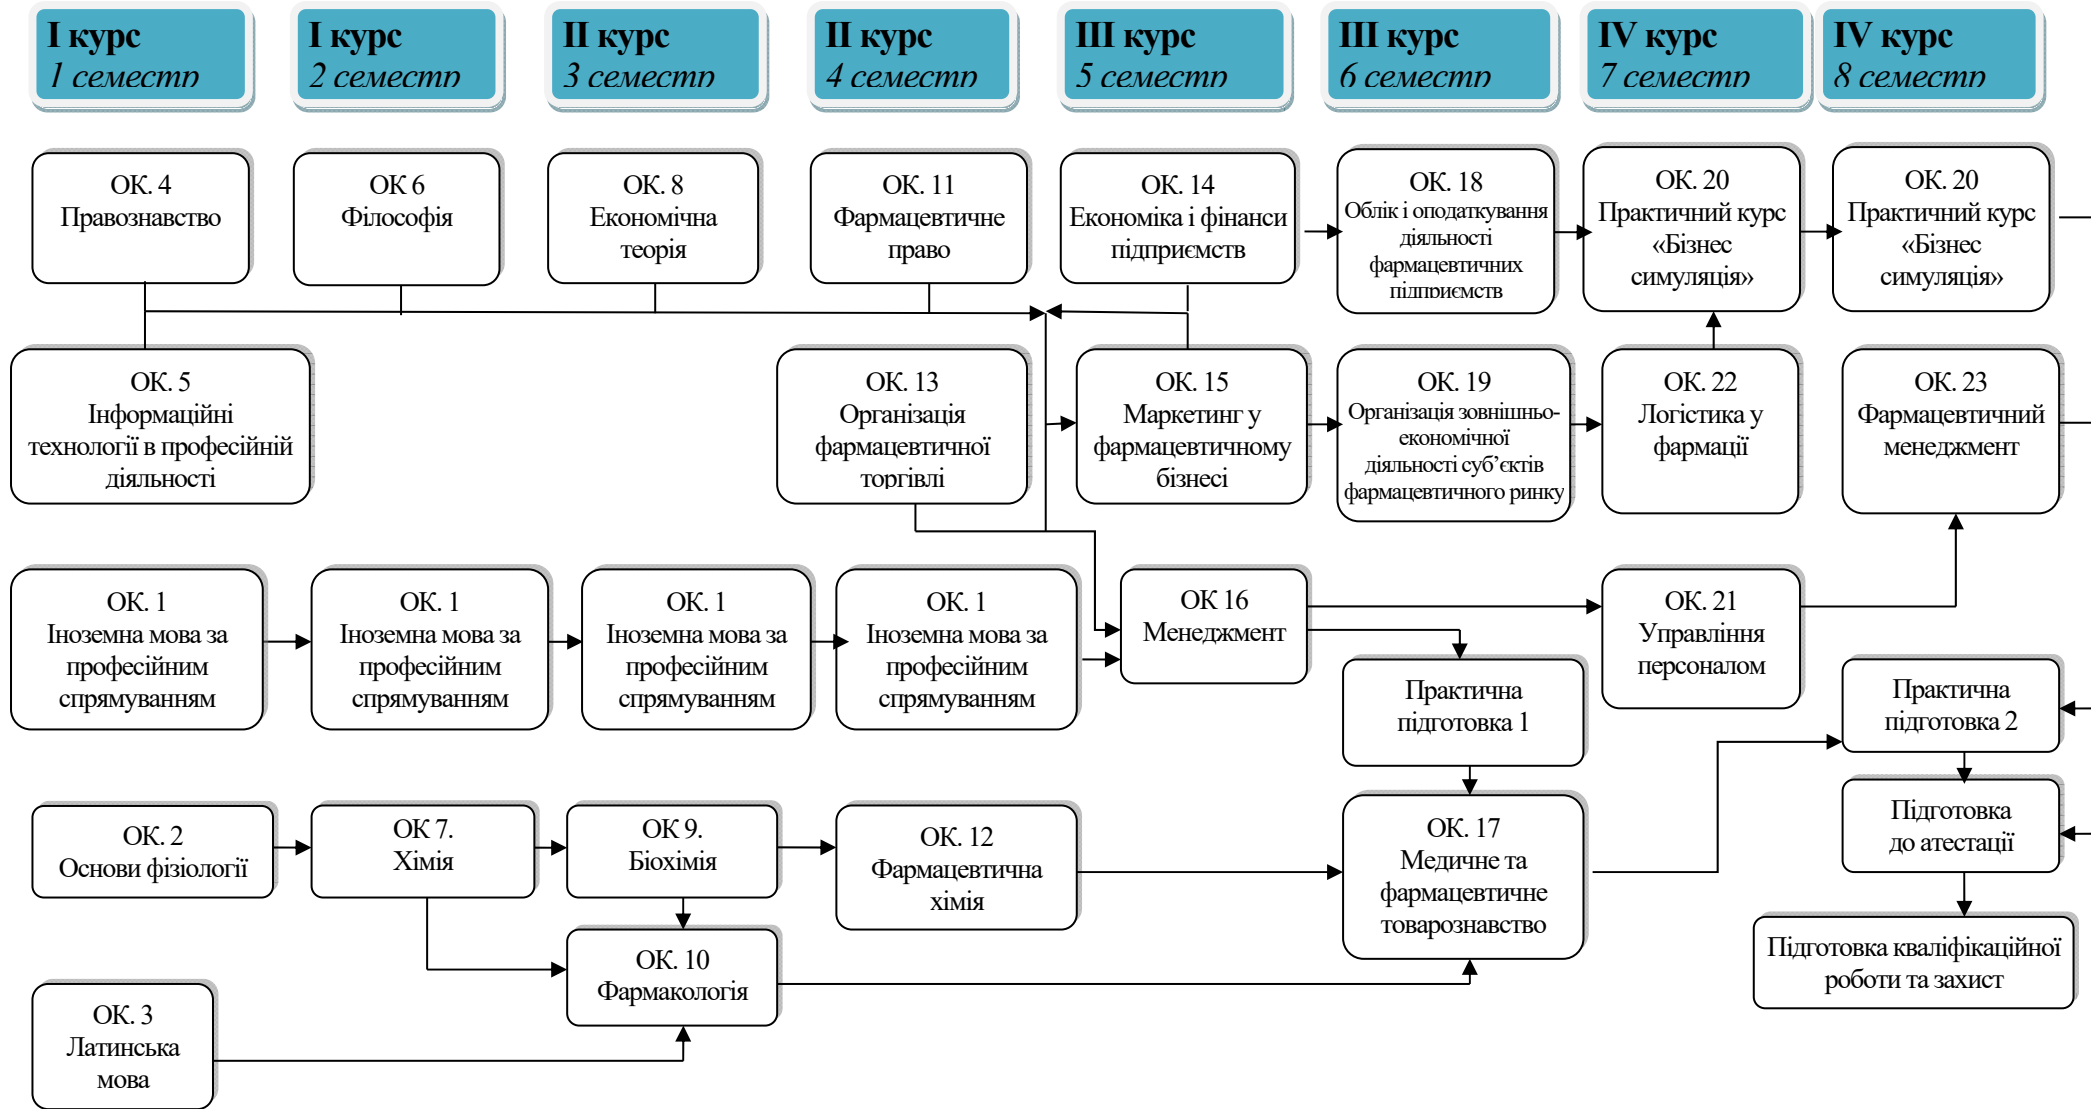 І курс
1 семестр
І курс
2 семестр
ІІ курс
3 семестр
ІІ курс
4 семестр
ІІІ курс
5 семестр
ІІІ курс
6 семестр
IV курс
7 семестр
IV курс
8 семестр
ОК. 4
Правознавство
ОК 6
Філософія
ОК. 8
Економічна
теорія
ОК. 11
Фармацевтичне
право
ОК. 14
Економіка і фінанси
підприємств
ОК. 18
Облік і оподаткування
діяльності
фармацевтичних
підприємств
ОК. 20
Практичний курс
«Бізнес
симуляція»
ОК. 20
Практичний курс
«Бізнес
симуляція»
ОК. 5
Інформаційні
технології в професійній
діяльності
ОК. 13
Організація
фармацевтичної
торгівлі
ОК. 15
Маркетинг у
фармацевтичному
бізнесі
ОК. 19
Організація зовнішньо-
економічної
діяльності суб’єктів
фармацевтичного ринку
ОК. 22
Логістика у
фармації
ОК. 23
Фармацевтичний
менеджмент
ОК. 1
Іноземна мова за
професійним
спрямуванням
ОК. 1
Іноземна мова за
професійним
спрямуванням
ОК. 1
Іноземна мова за
професійним
спрямуванням
ОК. 1
Іноземна мова за
професійним
спрямуванням
ОК 16
Менеджмент
ОК. 21
Управління
персоналом
Практична
підготовка 1
Практична
підготовка 2
ОК. 2
Основи фізіології
ОК 7.
Хімія
ОК 9.
Біохімія
ОК. 12
Фармацевтична
хімія
ОК. 17
Медичне та
фармацевтичне
товарознавство
Підготовка
до атестації
ОК. 10
Фармакологія
Підготовка кваліфікаційної
роботи та захист
ОК. 3
Латинська
мова